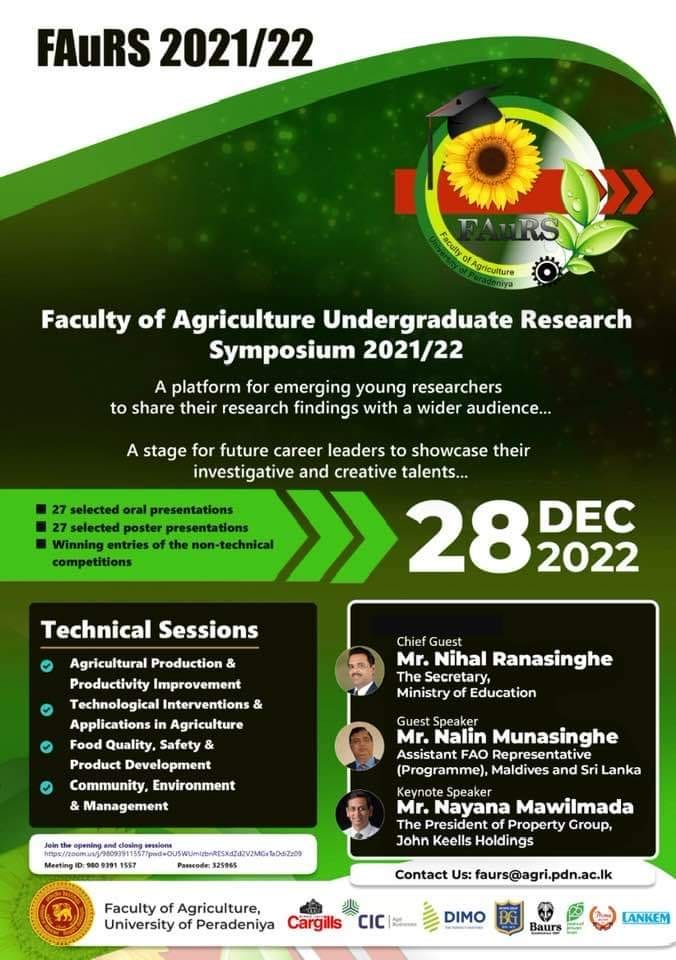 FAuRS 2021/22
FAuRS
Faculty of Agriculture
University of Peradeniya
Faculty of Agriculture Undergraduate Research
Symposium 2021/22
A platform for emerging young researchers
to share their research findings with a wider audience...
A stage for future career leaders to showcase their
investigative and creative talents...
27 selected oral presentations
27 selected poster presentations
Winning entries of the non-technical
competitions
28 DEC
2022
Technical Sessions
Agricultural Production &
Productivity Improvement
Technological Interventions &
Applications in Agriculture
Food Quality, Safety &
Product Development
Community, Environment
& Management
Chief Guest
Mr. Nihal Ranasinghe
The Secretary,
Ministry of Education
Guest Speaker
Mr. Nalin Munasinghe
Assistant FAO Representative
(Programme), Maldives and Sri Lanka
Keynote Speaker
Mr. Nayana Mawilmada
The President of Property Group,
John Keells Holdings
Join the opening and closing sessions
Meeting ID: 980 9391 1557 Passcode: 325965
Contact Us: faurs@agri.pdn.ac.lk
Faculty of Agriculture,
University of Peradeniya
Cargills
CIC Agri Businesses
DIMO
BG
Baurs
LANKEM